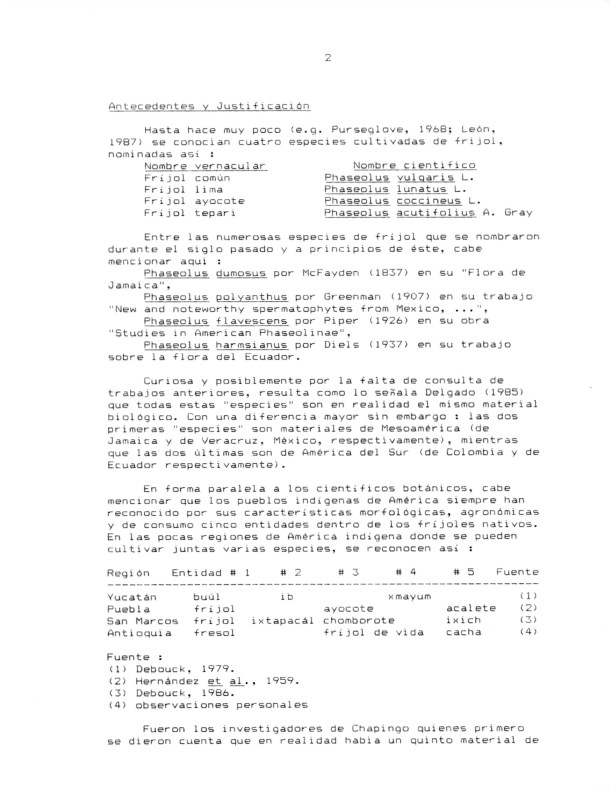 2
Antecedentes y Justificación
Hasta hace muy poco (e.g. Purseglove, 1968; León,
1987) se conocian cuatro especies cultivadas de fríjol,
nominadas así :
Nombre vernacular Nombre científico
Fríjol común Phaseolus vulgaris L.
Fríjol lima Phaseolus lunatus L.
Fríjol ayocote Phaseolus coccineus L.
Fríjol tepari Phaseolus acutifolius A. Gray
Entre las numerosas especies de fríjol que se nombraron
durante el siglo pasado y a principios de éste, cabe
mencionar aquí :
Phaseolus dumosus por McFayden (1837) en su "Flora de
Jamaica",
Phaseolus polyanthus por Greenman (1907) en su trabajo
"New and noteworthy spermatophytes from Mexico, ...",
Phaseolus flavescens por Piper (1926) en su obra
"Studies in American Phaseolinae",
Phaseolus harmsianus por Diels (1937) en su trabajo
sobre la flora del Ecuador.
Curiosa y posiblemente por la falta de consulta de
trabajos anteriores, resulta como lo señala Delgado (1985)
que todas estas "especies" son en realidad el mismo material
biológico. Con una diferencia mayor sin embargo : las dos
primeras "especies" son materiales de Mesoamérica (de
Jamaica y de Veracruz, México, respectivamente), mientras
que las dos últimas son de América del Sur (de Colombia y de
Ecuador respectivamente).
En forma paralela a los científicos botánicos, cabe
mencionar que los pueblos indígenas de América siempre han
reconocido por sus características morfológicas, agronómicas
y de consumo cinco entidades dentro de los fríjoles nativos.
En las pocas regiones de América indígena donde se pueden
cultivar juntas varias especies, se reconocen así :
Región Entidad # 1 # 2 # 3 # 4 # 5 Fuente
Yucatán buúl ib xmayum (1)
Puebla fríjol ayocote acalete (2)
San Marcos fríjol ixtapacál chomborote ixich (3)
Antioquia fresol fríjol de vida cacha (4)
Fuente :
(1) Debouck, 1979.
(2) Hernández et al., 1959.
(3) Debouck, 1986.
(4) observaciones personales
Fueron los investigadores de Chapingo quienes primero
se dieron cuenta que en realidad había un quinto material de